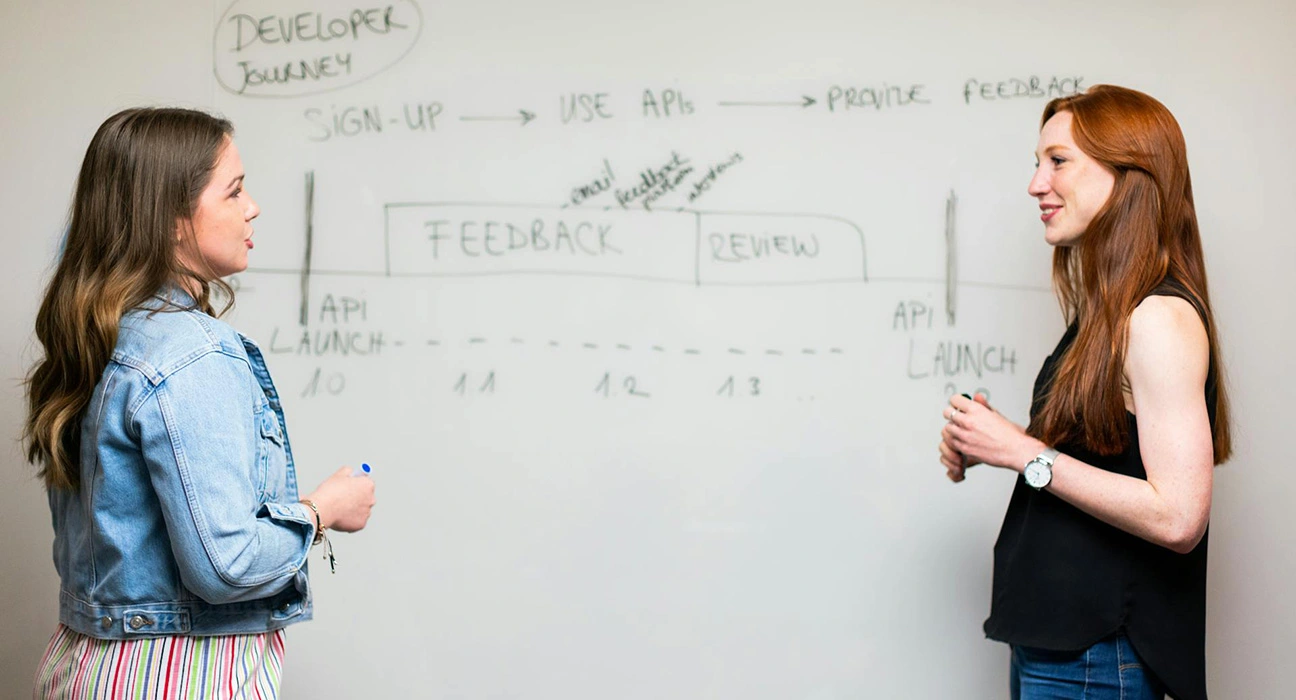 DEVELOPER
JOURNEY
SIGN-UP → USE APIs → PROVIDE FEEDBACK
email
feedback
platform
FEEDBACK
REVIEW
API
LAUNCH
1.0
1.1
1.2
1.3
..
API
LAUNCH